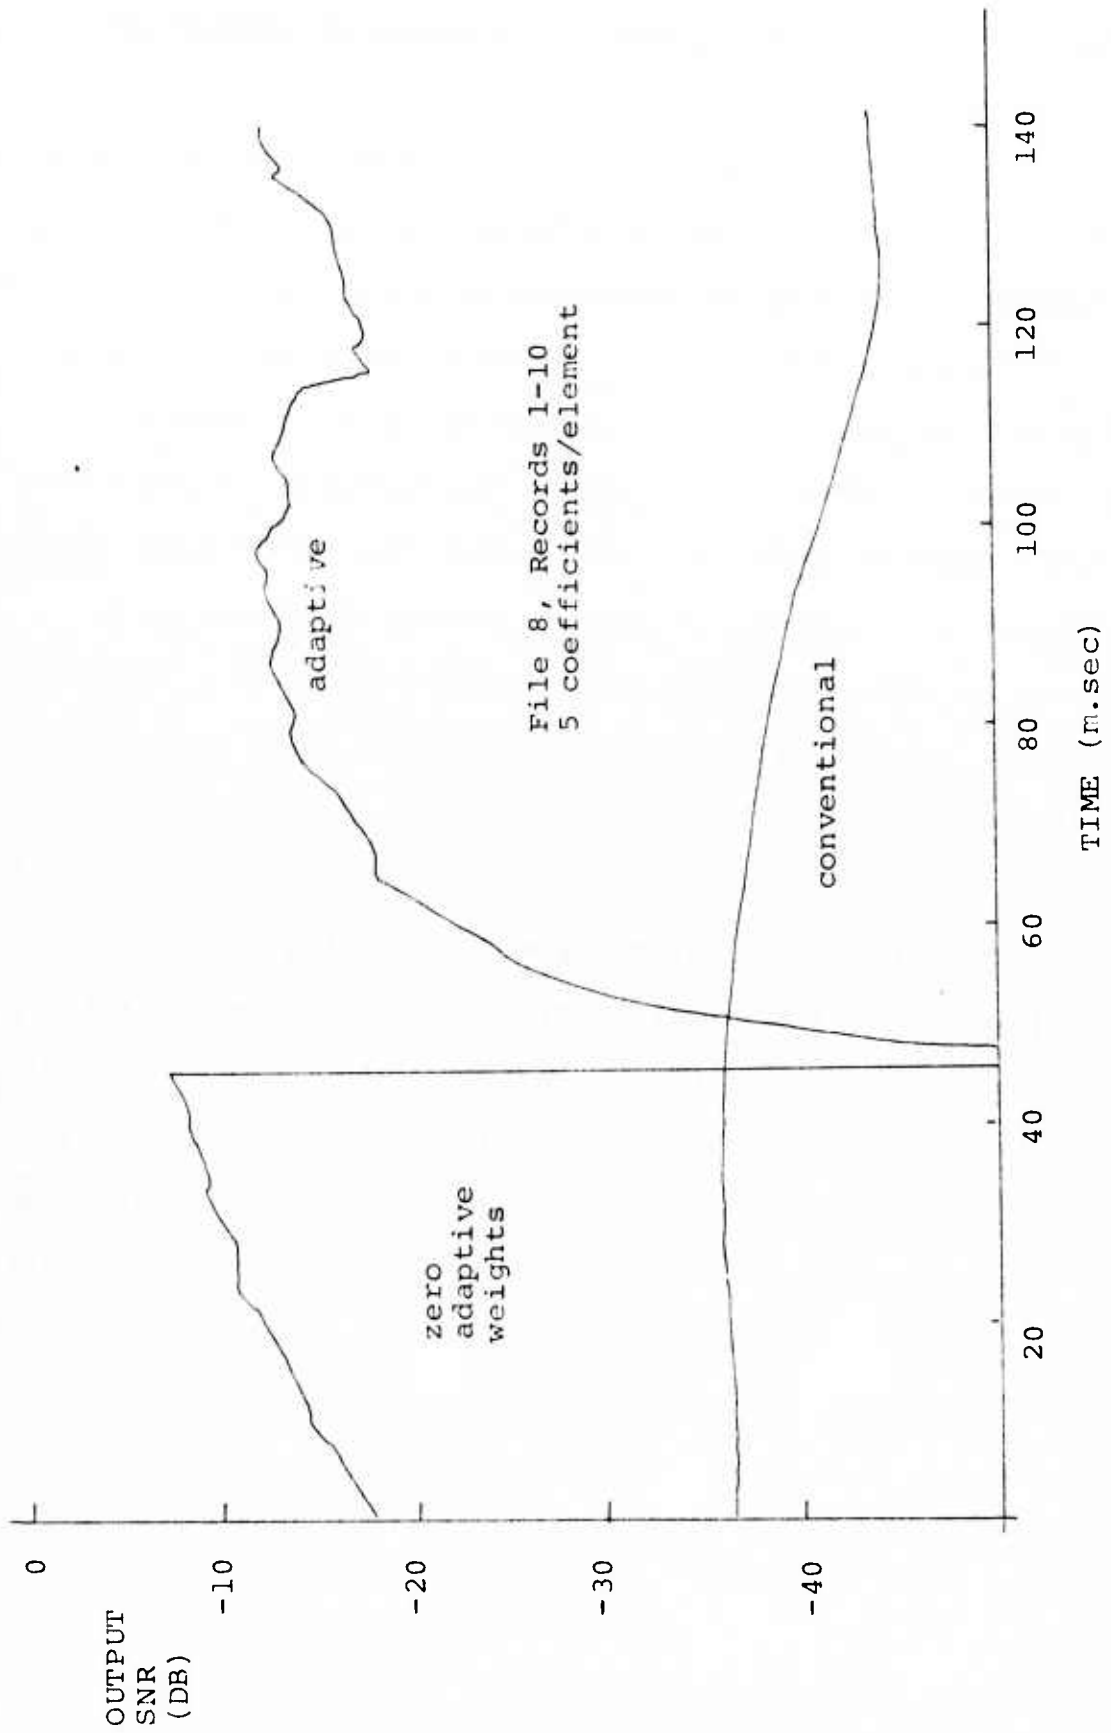 OUTPUT
SNR
(DB)
0
-10
-20
-30
-40
zero
adaptive
weights
adaptive
File 8, Records 1-10
5 coefficients/element
conventional
20
40
60
80
100
120
140
TIME (m.sec)